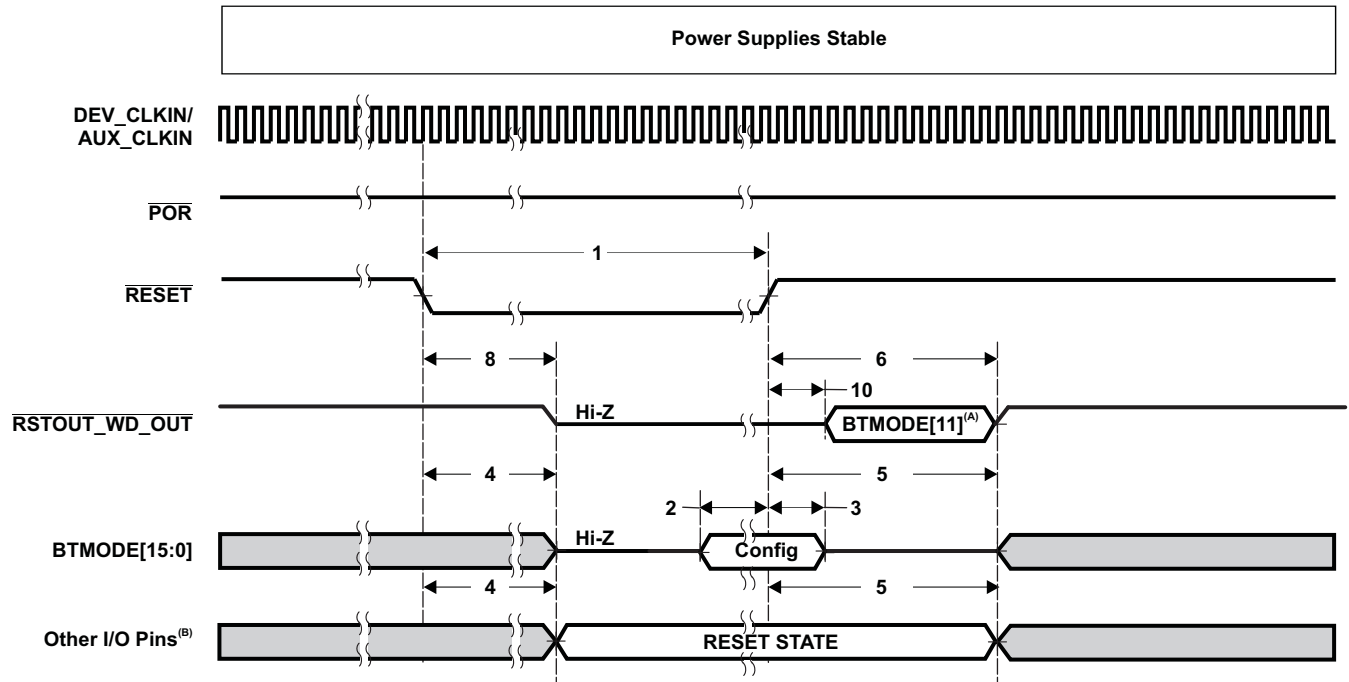 Power Supplies Stable
DEV_CLKIN/
AUX_CLKIN
POR
1
RESET
8
6
10
Hi-Z
RSTOUT_WD_OUT
BTMODE[11](A)
4
5
2
3
Hi-Z
BTMODE[15:0]
Config
4
5
Other I/O Pins(B)
RESET STATE